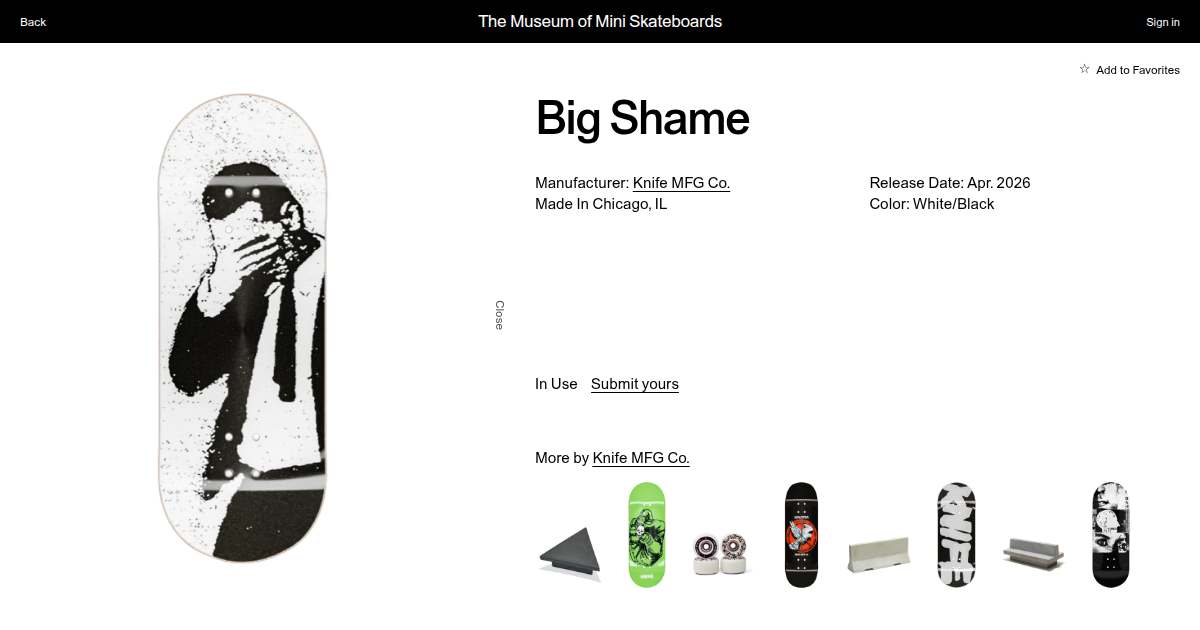 Back
The Museum of Mini Skateboards
Sign in
☆ Add to Favorites
Big Shame
Manufacturer: Knife MFG Co.
Made In Chicago, IL
Release Date: Apr. 2026
Color: White/Black
Close
In Use
Submit yours
More by Knife MFG Co.
KNIFE